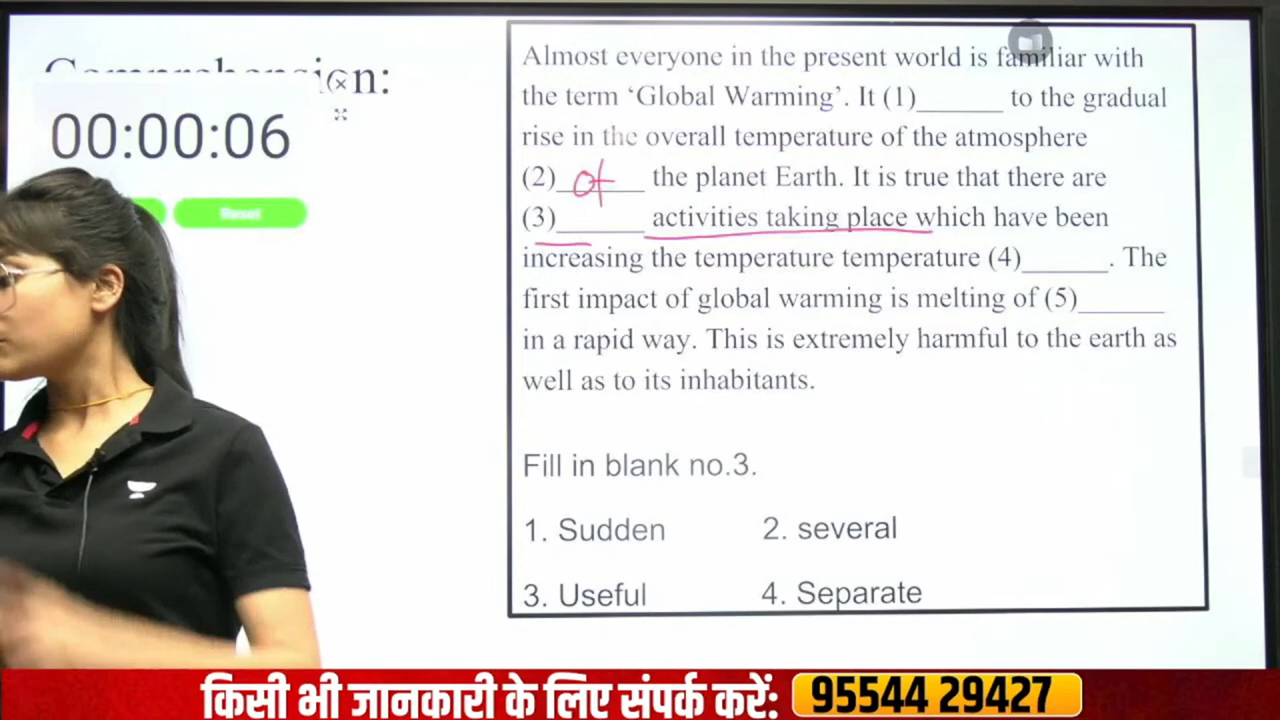 00:00:06
Reset
Almost everyone in the present world is familiar with
the term ‘Global Warming’. It (1)______ to the gradual
rise in the overall temperature of the atmosphere
(2)__of__ the planet Earth. It is true that there are
(3)______ activities taking place which have been
increasing the temperature temperature (4)______. The
first impact of global warming is melting of (5)______
in a rapid way. This is extremely harmful to the earth as
well as to its inhabitants.
Fill in blank no.3.
1. Sudden 2. several
3. Useful 4. Separate
किसी भी जानकारी के लिए संपर्क करें: 95544 29427